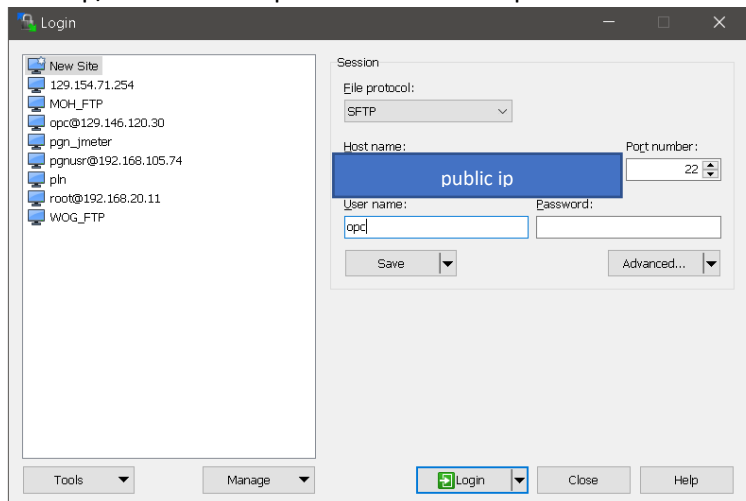 Login
New Site
129.154.71.254
MOH_FTP
opc@129.146.120.30
pgn_jmeter
pgnusr@192.168.105.74
pln
root@192.168.20.11
WOG_FTP
Session
File protocol:
SFTP
Host name:
Port number:
public ip
22
User name:
Password:
opc
Save
Advanced...
Tools
Manage
Login
Close
Help